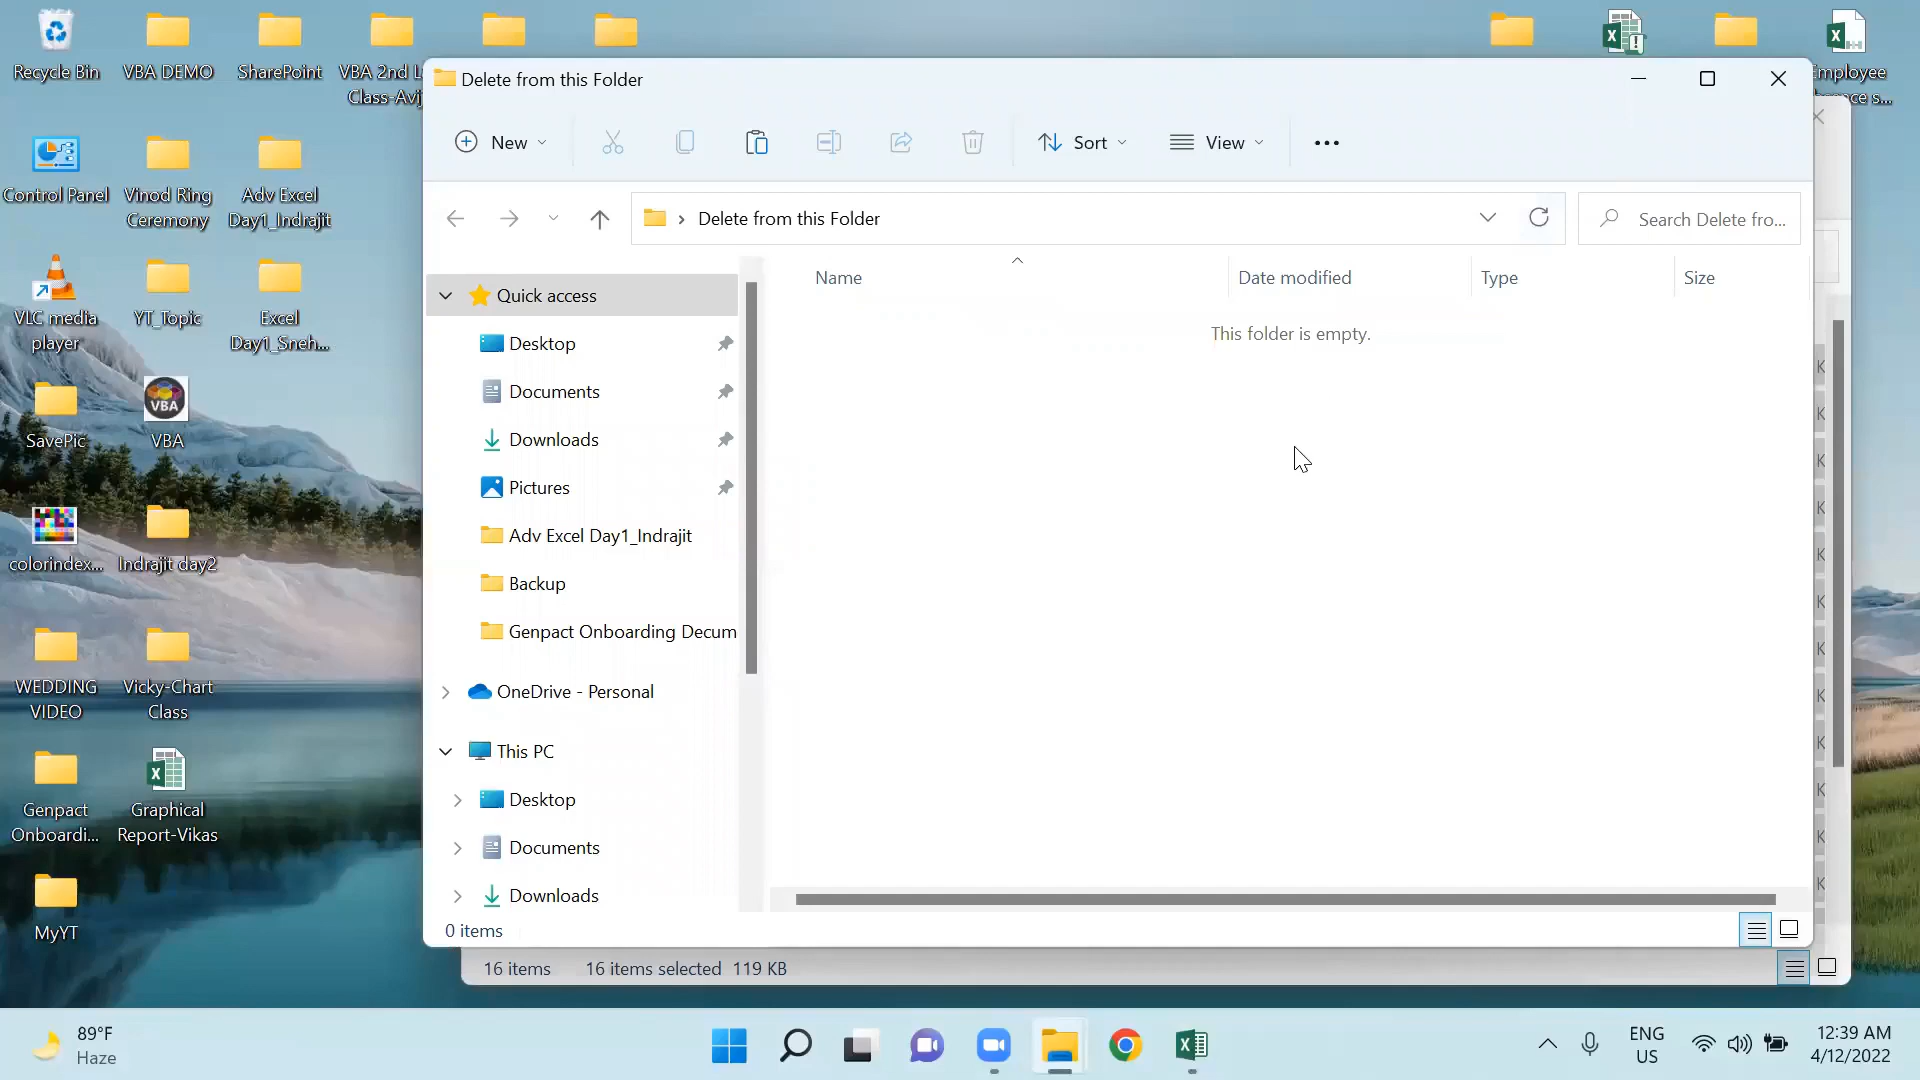 Recycle Bin
VBA DEMO
SharePoint
VBA 2nd L
Class-Avij
Employee
ce s...
Delete from this Folder
New
Sort
View
Control Panel
Vinod Ring
Ceremony
Adv Excel
Day1_Indrajit
Delete from this Folder
Search Delete fro...
Name
Date modified
Type
Size
This folder is empty.
VLC media
player
YT_Topic
Excel
Day1_Sneh...
Quick access
Desktop
Documents
Downloads
Pictures
Adv Excel Day1_Indrajit
Backup
Genpact Onboarding Decum
OneDrive - Personal
This PC
Desktop
Documents
Downloads
SavePic
VBA
VBA
colorindex...
Indrajit day2
WEDDING
VIDEO
Vicky-Chart
Class
Genpact
Onboardi...
Graphical
Report-Vikas
MyYT
K
K
K
K
K
K
K
K
K
K
K
K
0 items
16 items
16 items selected
119 KB
89°F
Haze
ENG
US
12:39 AM
4/12/2022